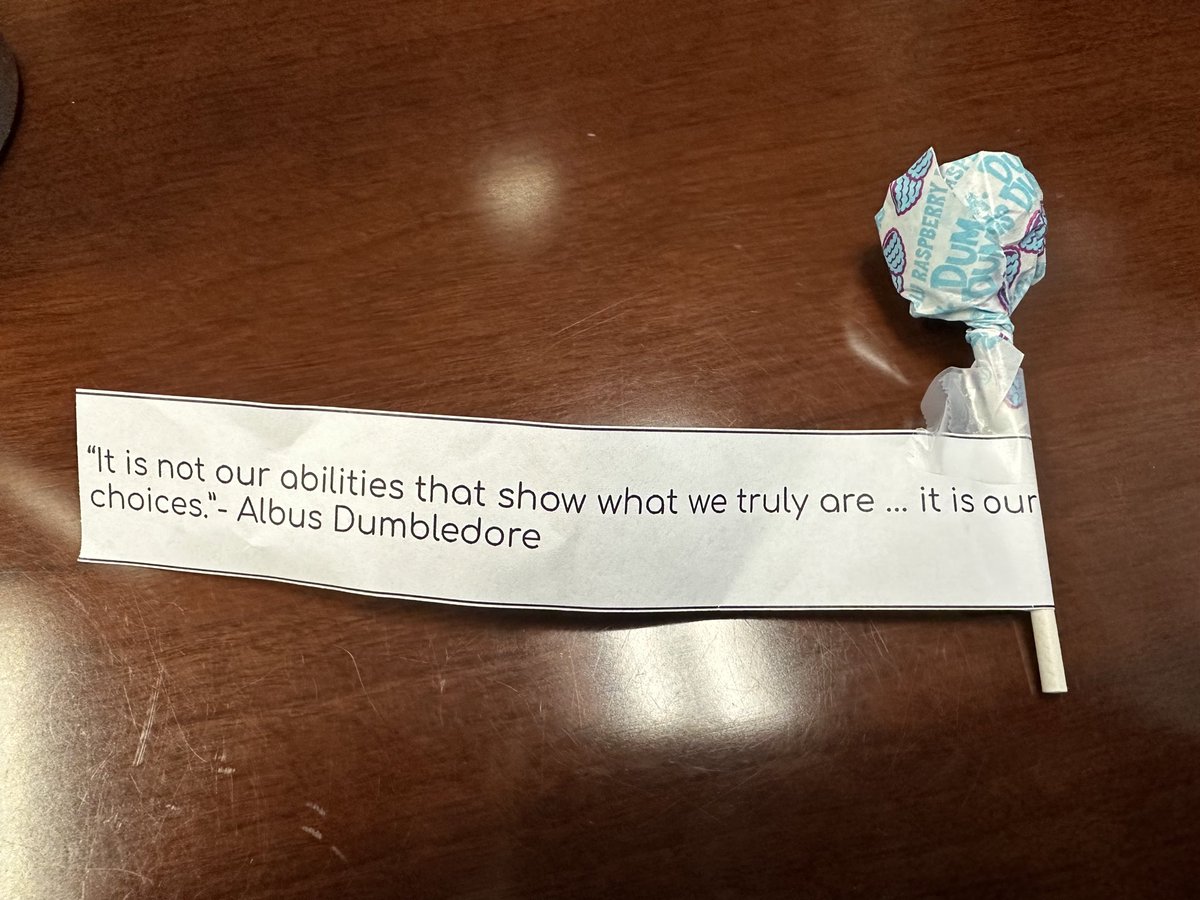 RASPBERRY
DUM
DUMS
“It is not our abilities that show what we truly are ... it is our
choices.”- Albus Dumbledore